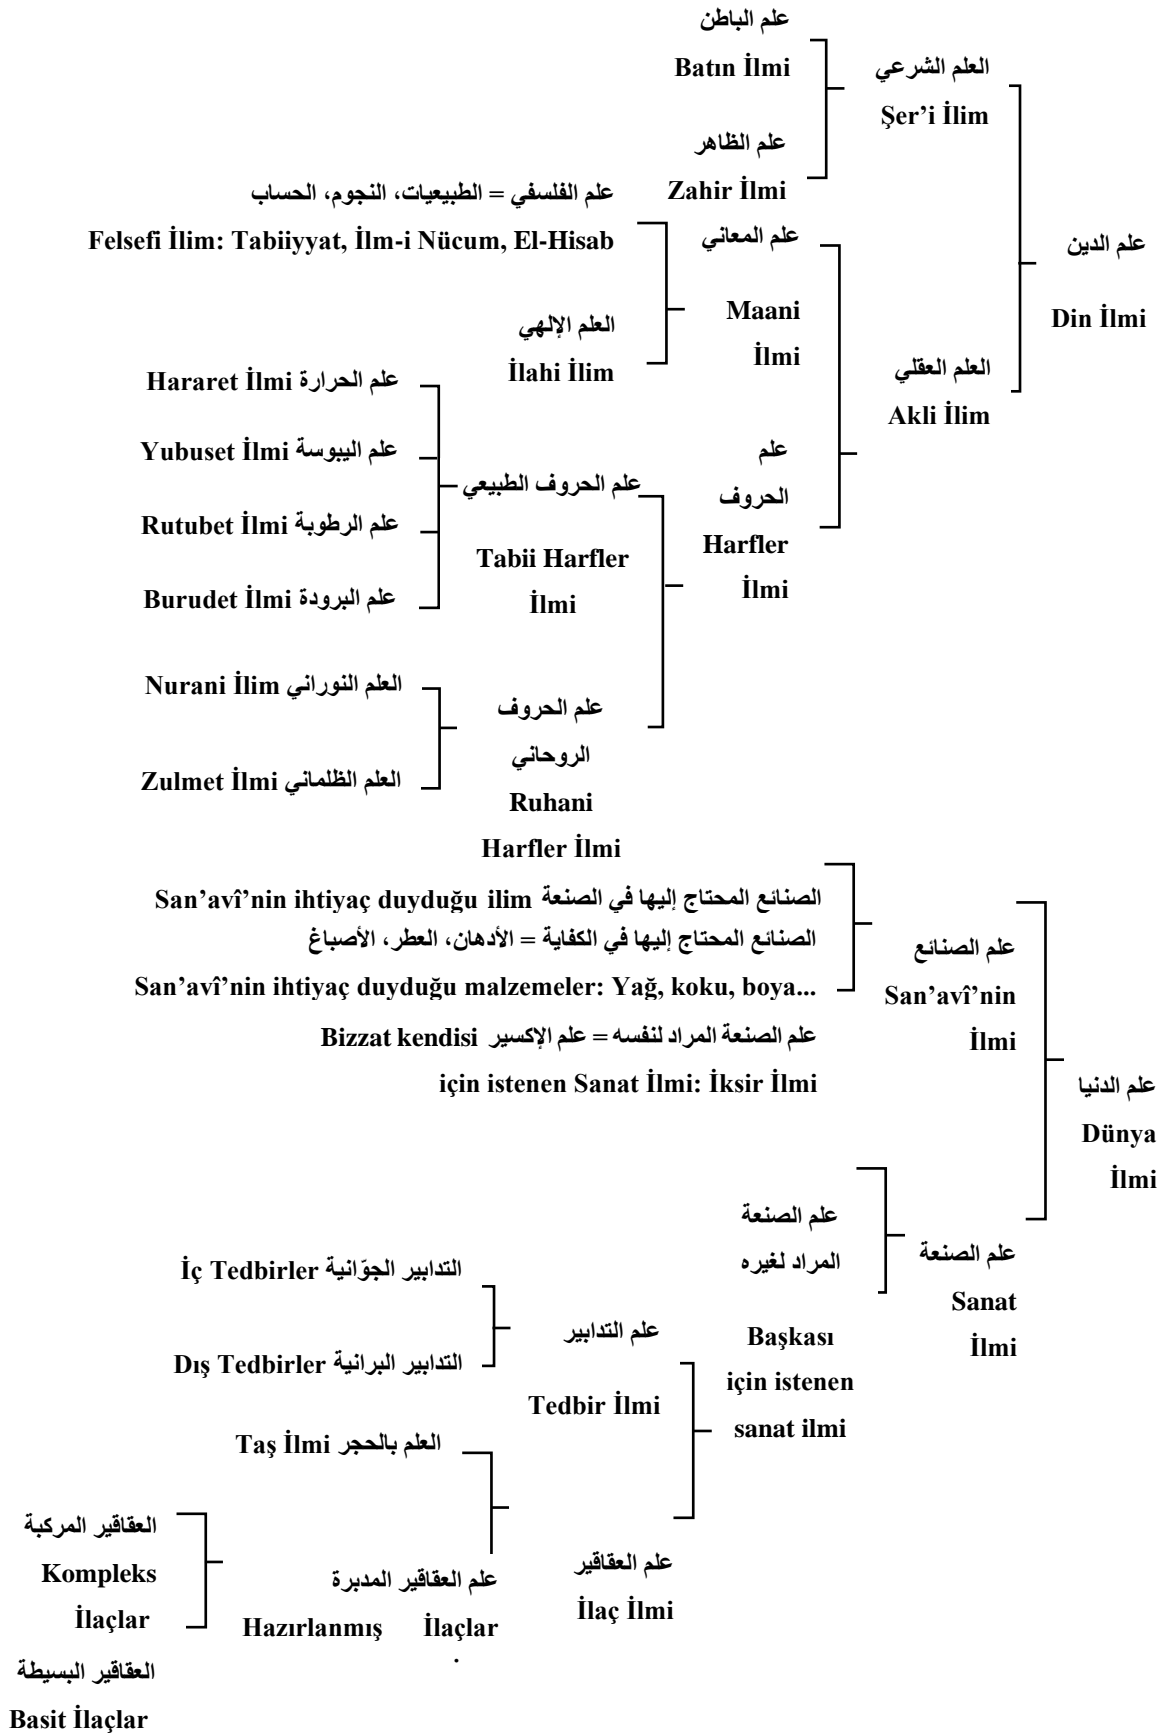 علم الباطن
Batın İlmi
العلم الشرعي
Şer’i İlim
علم الظاهر
Zahir İlmi
علم الفلسفي = الطبيعيات، النجوم، الحساب
Felsefi İlim: Tabiiyyat, İlm-i Nücum, El-Hisab
علم المعاني
Maani
İlmi
علم الدين
Din İlmi
العلم الإلهي
İlahi İlim
العلم العقلي
Akli İlim
Hararet İlmi علم الحرارة
Yubuset İlmi علم اليبوسة
Rutubet İlmi علم الرطوبة
Burudet İlmi علم البرودة
علم الحروف الطبيعي
Tabii Harfler
İlmi
علم
الحروف
Harfler
İlmi
Nurani İlim العلم النوراني
Zulmet İlmi العلم الظلماني
علم الحروف
الروحاني
Ruhani
Harfler İlmi
San’avî’nin ihtiyaç duyduğu ilim الصنائع المحتاج إليها في الصنعة
الصنائع المحتاج إليها في الكفاية = الأدهان، العطر، الأصباغ
San’avî’nin ihtiyaç duyduğu malzemeler: Yağ, koku, boya...
علم الصنائع
San’avî’nin
İlmi
علم الصنعة المراد لنفسه = علم الإكسير Bizzat kendisi
için istenen Sanat İlmi: İksir İlmi
علم الدنيا
Dünya
İlmi
علم الصنعة
المراد لغيره
Başkası
için istenen
sanat ilmi
علم الصنعة
Sanat
İlmi
İç Tedbirler التدابير الجوّانية
Dış Tedbirler التدابير البرانية
علم التدابير
Tedbir İlmi
Taş İlmi العلم بالحجر
علم العقاقير
İlaç İlmi
علم العقاقير المدبرة
Hazırlanmış İlaçlar
.
العقاقير المركبة
Kompleks
İlaçlar
العقاقير البسيطة
Basit İlaçlar